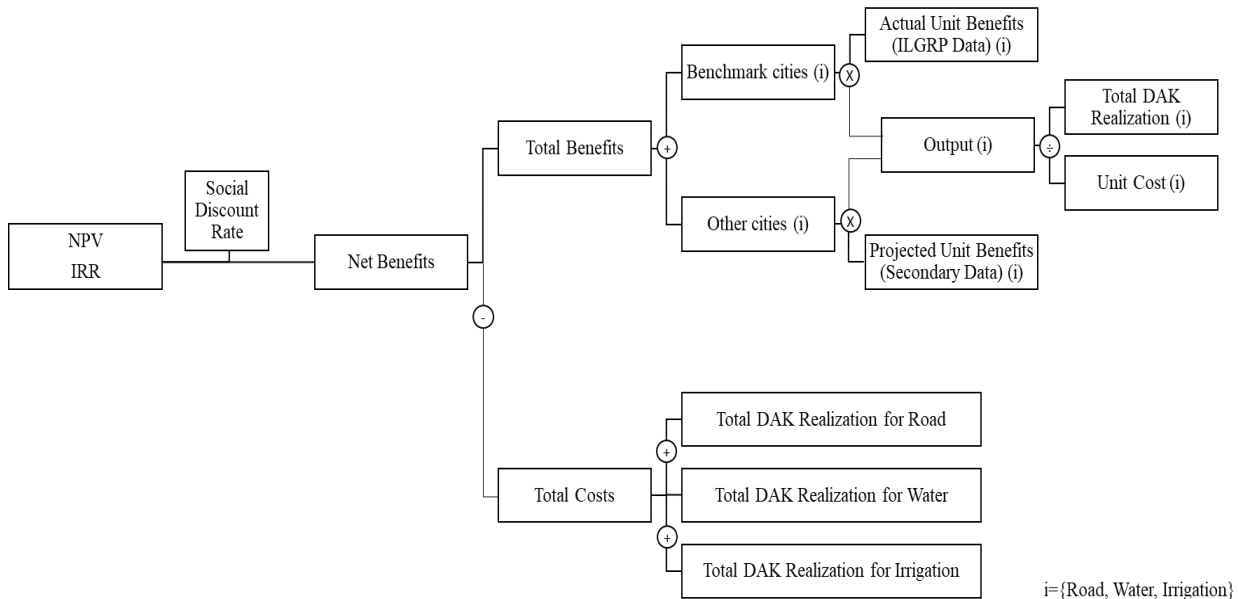 NPV
IRR
Social
Discount
Rate
Net Benefits
-
Total Benefits
+
Benchmark cities (i)
X
Actual Unit Benefits
(ILGRP Data) (i)
Output (i)
÷
Total DAK
Realization (i)
Unit Cost (i)
Other cities (i)
X
Projected Unit Benefits
(Secondary Data) (i)
Total Costs
+
+
Total DAK Realization for Road
Total DAK Realization for Water
Total DAK Realization for Irrigation
i={Road, Water, Irrigation}